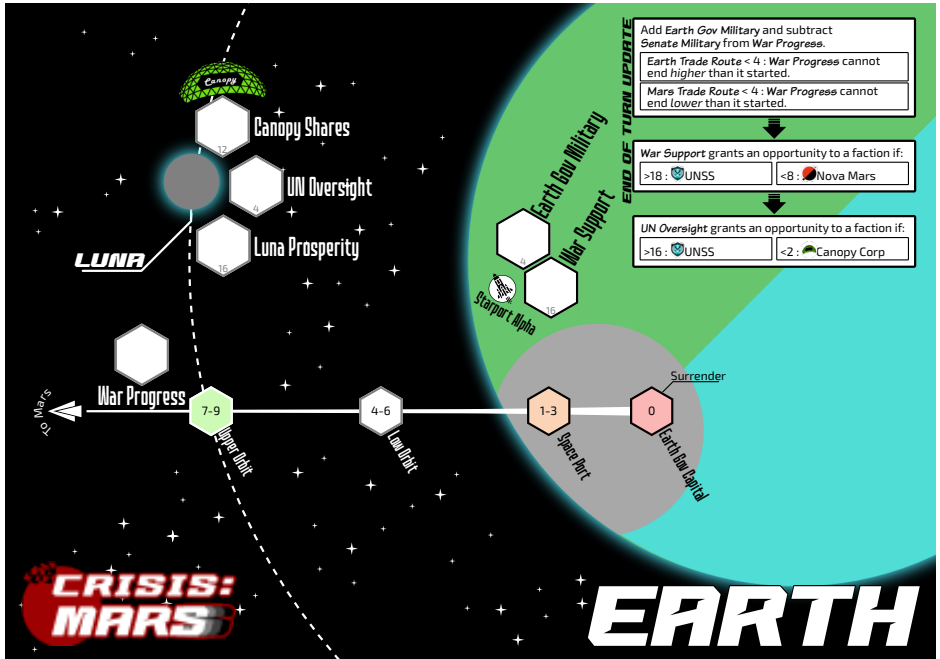 Canopy
Canopy Shares
12
UN Oversight
4
Luna Prosperity
16
LUNA
Earth Gov Military
4
War Support
16
Starport Alpha
END OF TURN UPDATE
Add Earth Gov Military and subtract
Senate Military from War Progress.
Earth Trade Route < 4 : War Progress cannot
end higher than it started.
Mars Trade Route < 4 : War Progress cannot
end lower than it started.
War Support grants an opportunity to a faction if:
>18 : UNSS
<8 : Nova Mars
UN Oversight grants an opportunity to a faction if:
>16 : UNSS
<2 : Canopy Corp
War Progress
To Mars
7-9
Upper Orbit
4-6
Low Orbit
1-3
Space Port
0
Surrender
Earth Gov Capital
CRISIS:
MARS
EARTH